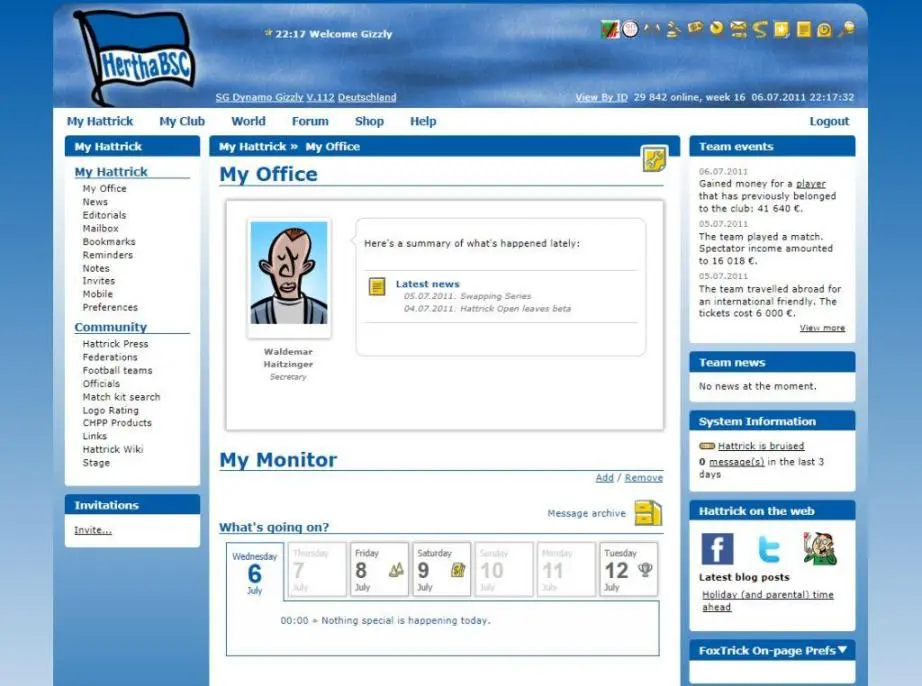 HerthaBSC
22:17 Welcome Gizzly
SG Dynamo Gizzly V.112 Deutschland
View By ID 29 842 online, week 16 06.07.2011 22:17:32
My Hattrick My Club World Forum Shop Help Logout
My Hattrick
My Hattrick
My Office
News
Editorials
Mailbox
Bookmarks
Reminders
Notes
Invites
Mobile
Preferences
Community
Hattrick Press
Federations
Football teams
Officials
Match kit search
Logo Rating
CHPP Products
Links
Hattrick Wiki
Stage
Invitations
Invite...
My Hattrick » My Office
My Office
Here's a summary of what's happened lately:
Latest news
05.07.2011. Swapping Series
04.07.2011. Hattrick Open leaves beta
Waldemar
Haitzinger
Secretary
My Monitor
Add / Remove
Message archive
What's going on?
Wednesday
6
July
Thursday
7
July
Friday
8
July
Saturday
9
July
Sunday
10
July
Monday
11
July
Tuesday
12
July
00:00 » Nothing special is happening today.
Team events
06.07.2011
Gained money for a player
that has previously belonged
to the club: 41 640 €.
05.07.2011
The team played a match.
Spectator income amounted
to 16 018 €.
05.07.2011
The team travelled abroad for
an international friendly. The
tickets cost 6 000 €.
View more
Team news
No news at the moment.
System Information
Hattrick is bruised
0 message(s) in the last 3
days
Hattrick on the web
Latest blog posts
Holiday (and parental) time
ahead
FoxTrick On-page Prefs